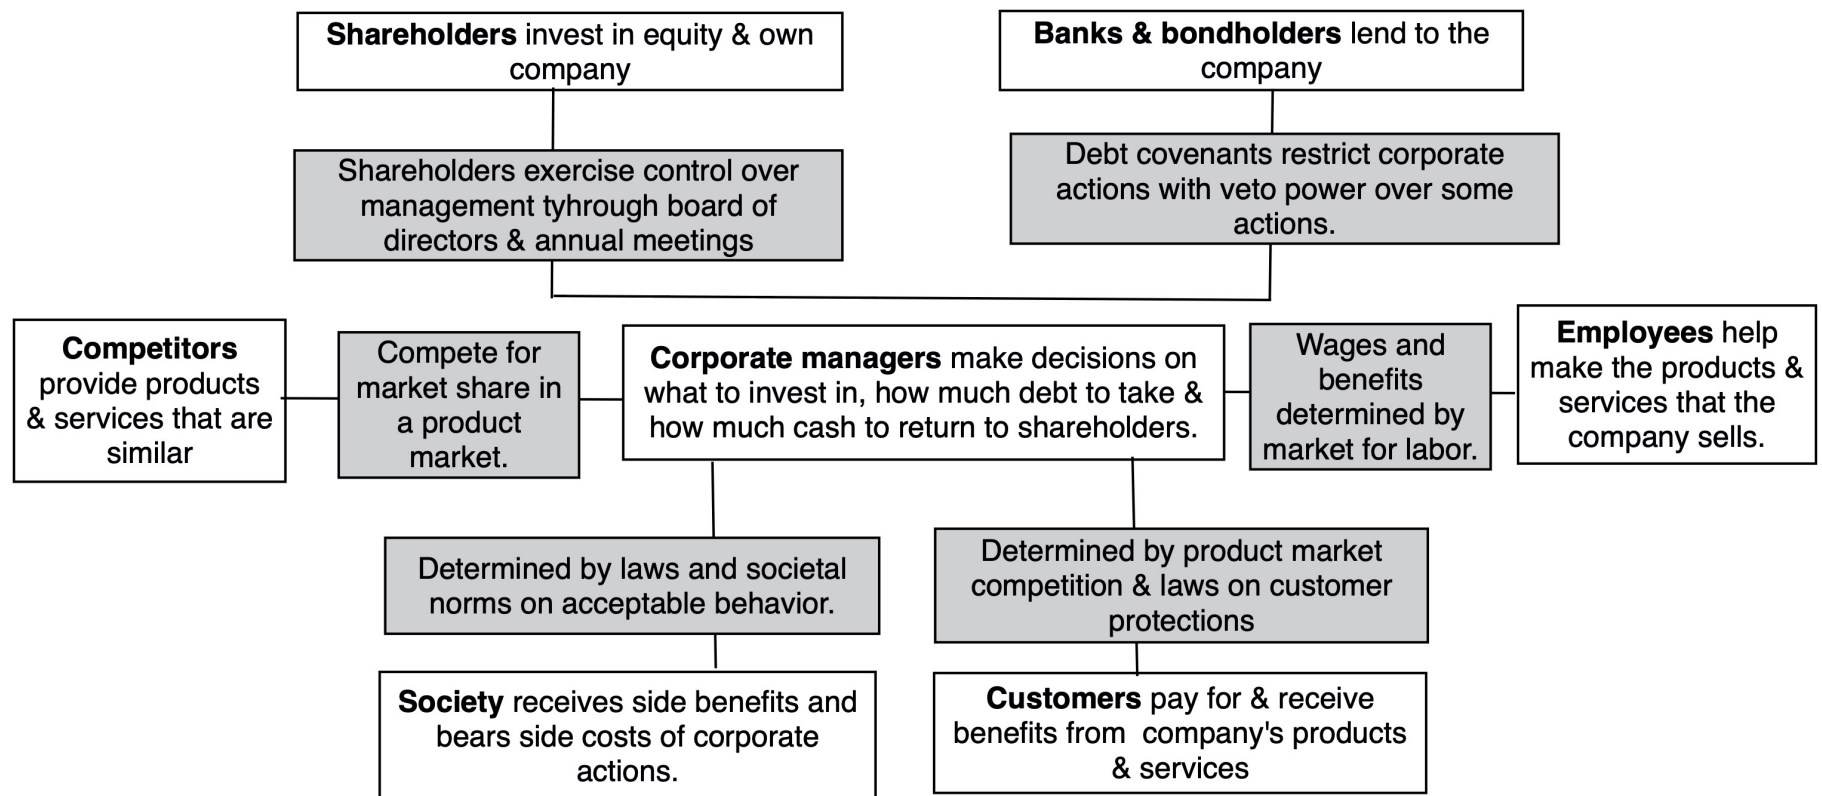 Shareholders invest in equity & own
company
Banks & bondholders lend to the
company
Shareholders exercise control over
management tyhrough board of
directors & annual meetings
Debt covenants restrict corporate
actions with veto power over some
actions.
Competitors
provide products
& services that are
similar
Compete for
market share in
a product
market.
Corporate managers make decisions on
what to invest in, how much debt to take &
how much cash to return to shareholders.
Wages and
benefits
determined by
market for labor.
Employees help
make the products &
services that the
company sells.
Determined by laws and societal
norms on acceptable behavior.
Determined by product market
competition & laws on customer
protections
Society receives side benefits and
bears side costs of corporate
actions.
Customers pay for & receive
benefits from  company's products
& services